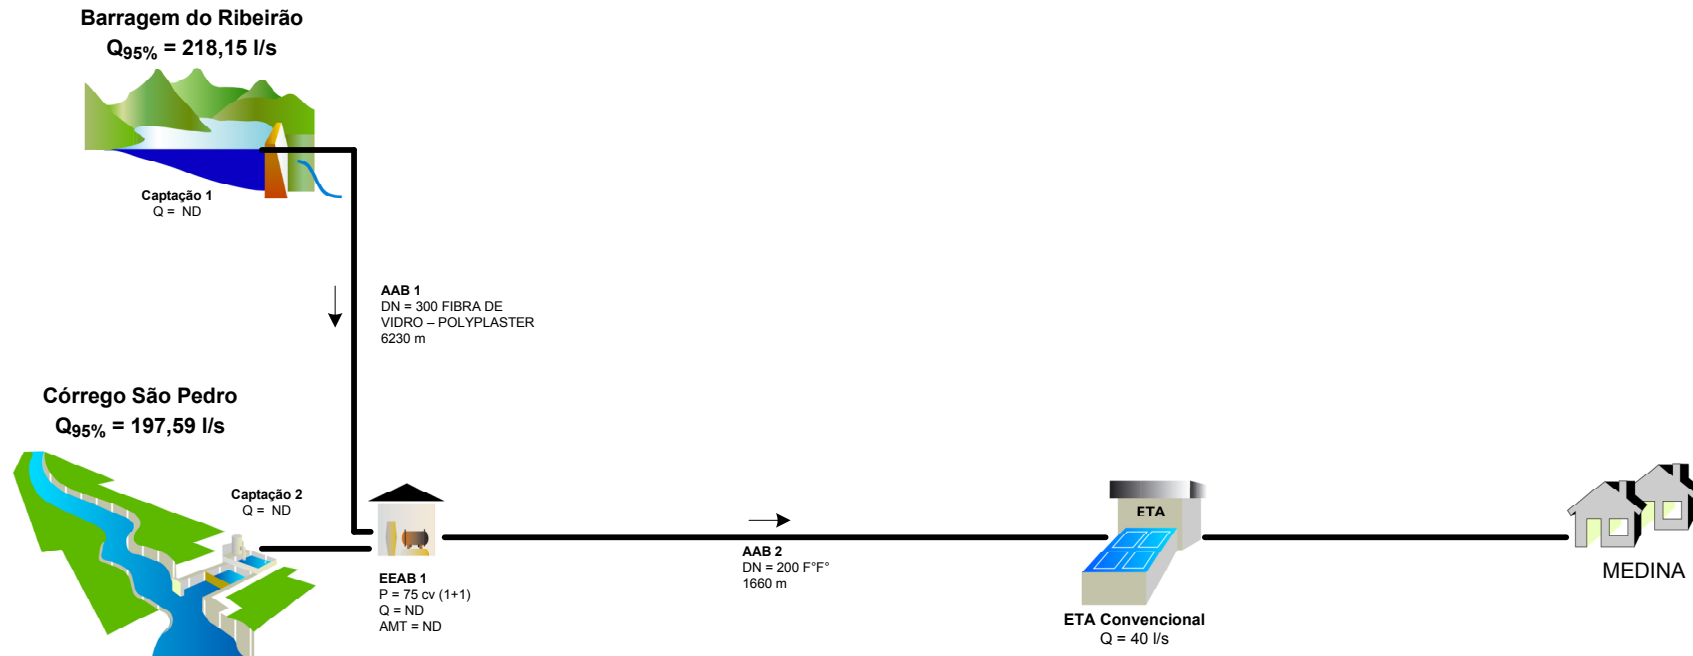 Barragem do Ribeirão
Q95% = 218,15 l/s
Captação 1
Q = ND
AAB 1
DN = 300 FIBRA DE
VIDRO – POLYPLASTER
6230 m
Córrego São Pedro
Q95% = 197,59 l/s
Captação 2
Q = ND
EEAB 1
P = 75 cv (1+1)
Q = ND
AMT = ND
AAB 2
DN = 200 F°F°
1660 m
ETA
ETA Convencional
Q = 40 l/s
MEDINA